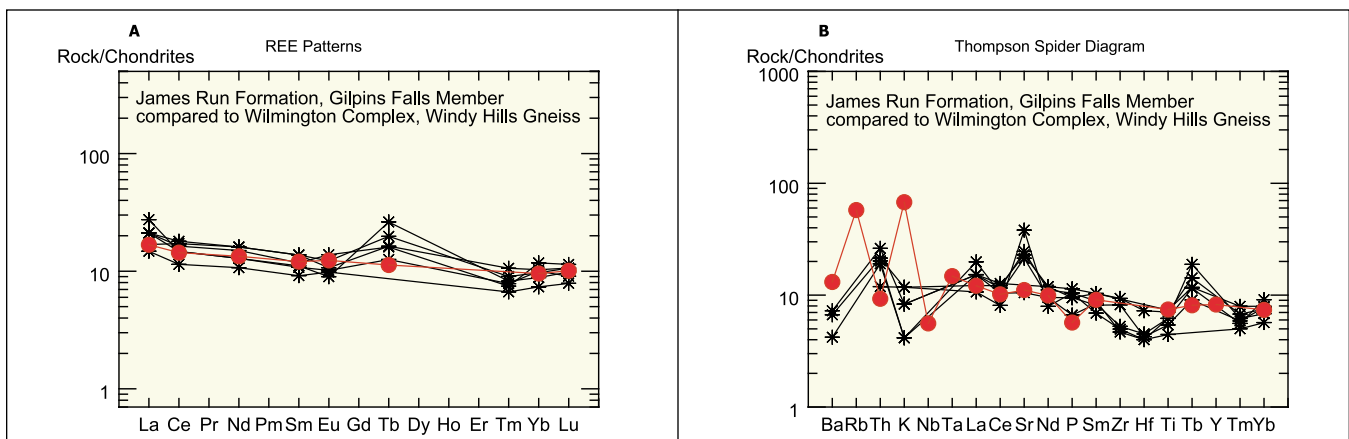 A
REE Patterns
Rock/Chondrites
James Run Formation, Gilpins Falls Member
compared to Wilmington Complex, Windy Hills Gneiss
100
10
1
La Ce Pr Nd Pm Sm Eu Gd Tb Dy Ho Er Tm Yb Lu
B
Thompson Spider Diagram
Rock/Chondrites
1000
James Run Formation, Gilpins Falls Member
compared to Wilmington Complex, Windy Hills Gneiss
100
10
1
Ba Rb Th K Nb Ta La Ce Sr Nd P Sm Zr Hf Ti Tb Y Tm Yb